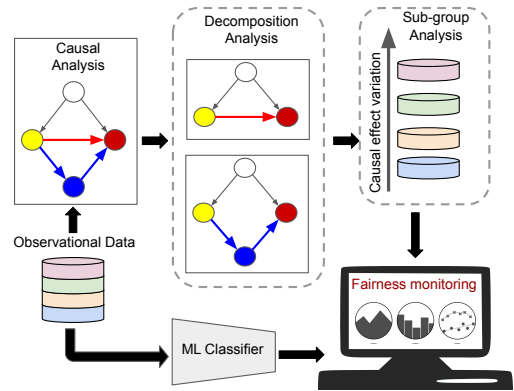 Causal
Analysis
Decomposition
Analysis
Sub-group
Analysis
Causal effect variation
Observational Data
ML Classifier
Fairness monitoring